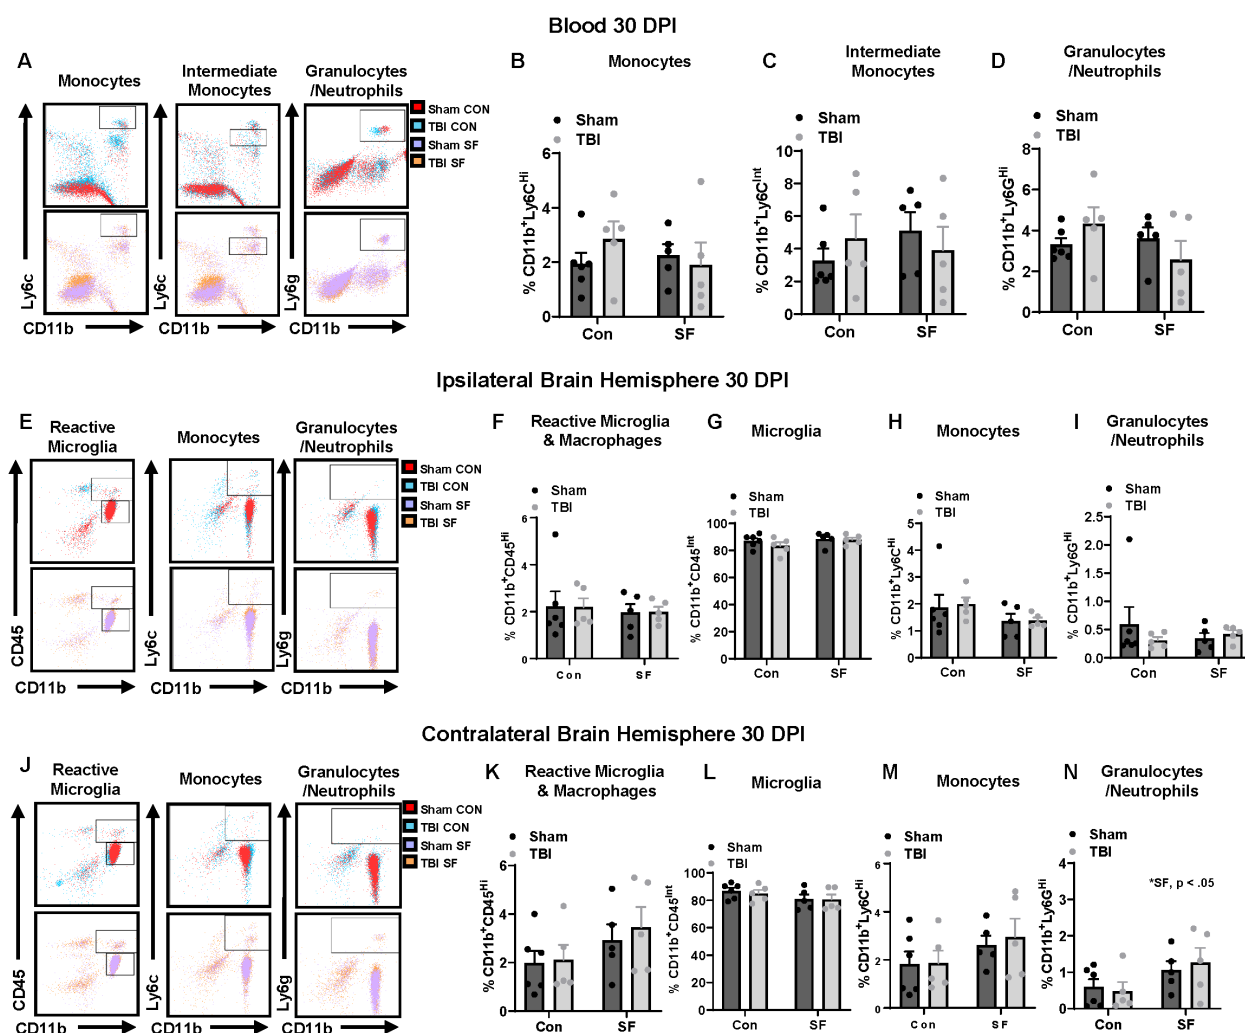 Blood 30 DPI
A
Monocytes
Intermediate
Monocytes
Granulocytes
/Neutrophils
Sham CON
TBI CON
Sham SF
TBI SF
Ly6c
Ly6c
Ly6g
CD11b
CD11b
CD11b
B
Monocytes
Sham
TBI
% CD11b+Ly6CHi
6
4
2
0
Con
SF
C
Intermediate
Monocytes
Sham
TBI
% CD11b+Ly6CInt
10
8
6
4
2
0
Con
SF
D
Granulocytes
/Neutrophils
Sham
TBI
% CD11b+Ly6GHi
8
6
4
2
0
Con
SF
Ipsilateral Brain Hemisphere 30 DPI
E
Reactive
Microglia
Monocytes
Granulocytes
/Neutrophils
Sham CON
TBI CON
Sham SF
TBI SF
CD45
Ly6c
Ly6g
CD11b
CD11b
CD11b
F
Reactive Microglia
& Macrophages
Sham
TBI
% CD11b+CD45Hi
6
4
2
0
Con
SF
G
Microglia
Sham
TBI
% CD11b+CD45Int
100
80
60
40
20
0
Con
SF
H
Monocytes
Sham
TBI
% CD11b+Ly6CHi
5
4
3
2
1
0
Con
SF
I
Granulocytes
/Neutrophils
Sham
TBI
% CD11b+Ly6GHi
2.5
2.0
1.5
1.0
0.5
0.0
Con
SF
Contralateral Brain Hemisphere 30 DPI
J
Reactive
Microglia
Monocytes
Granulocytes
/Neutrophils
Sham CON
TBI CON
Sham SF
TBI SF
CD45
Ly6c
Ly6g
CD11b
CD11b
CD11b
K
Reactive Microglia
& Macrophages
Sham
TBI
% CD11b+CD45Hi
6
4
2
0
Con
SF
L
Microglia
Sham
TBI
% CD11b+CD45Int
100
80
60
40
20
0
Con
SF
M
Monocytes
Sham
TBI
% CD11b+Ly6CHi
6
4
2
0
Con
SF
N
Granulocytes
/Neutrophils
Sham
TBI
*SF, p < .05
% CD11b+Ly6GHi
4
3
2
1
0
Con
SF